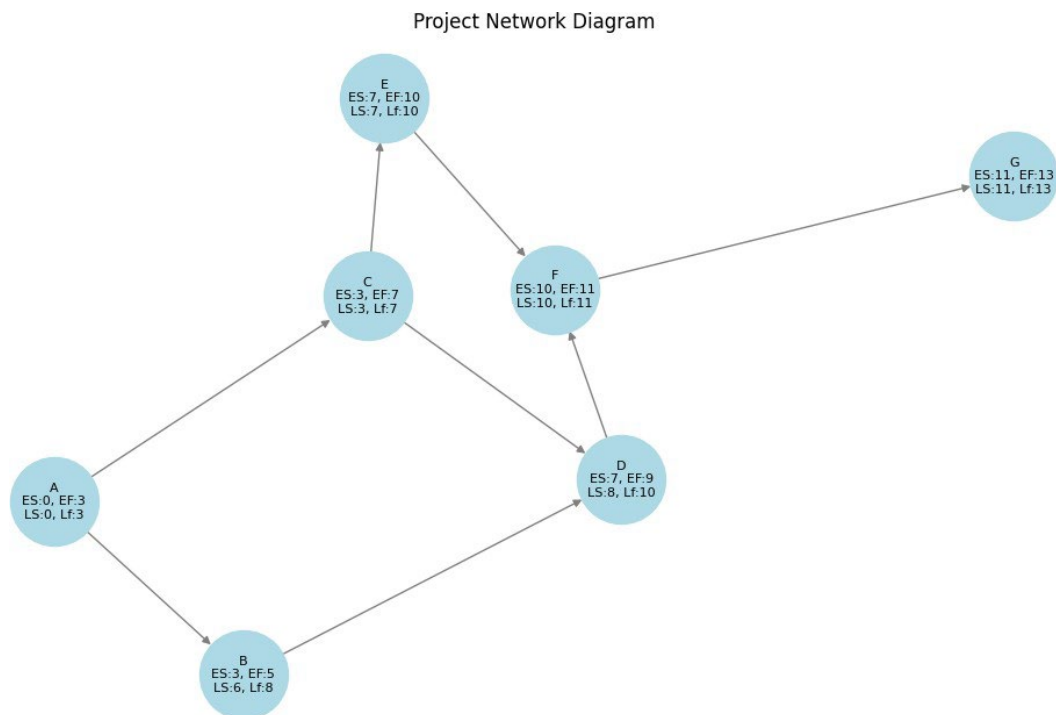 Project Network Diagram
E
ES:7, EF:10
LS:7, Lf:10
G
ES:11, EF:13
LS:11, Lf:13
C
ES:3, EF:7
LS:3, Lf:7
F
ES:10, EF:11
LS:10, Lf:11
A
ES:0, EF:3
LS:0, Lf:3
D
ES:7, EF:9
LS:8, Lf:10
B
ES:3, EF:5
LS:6, Lf:8